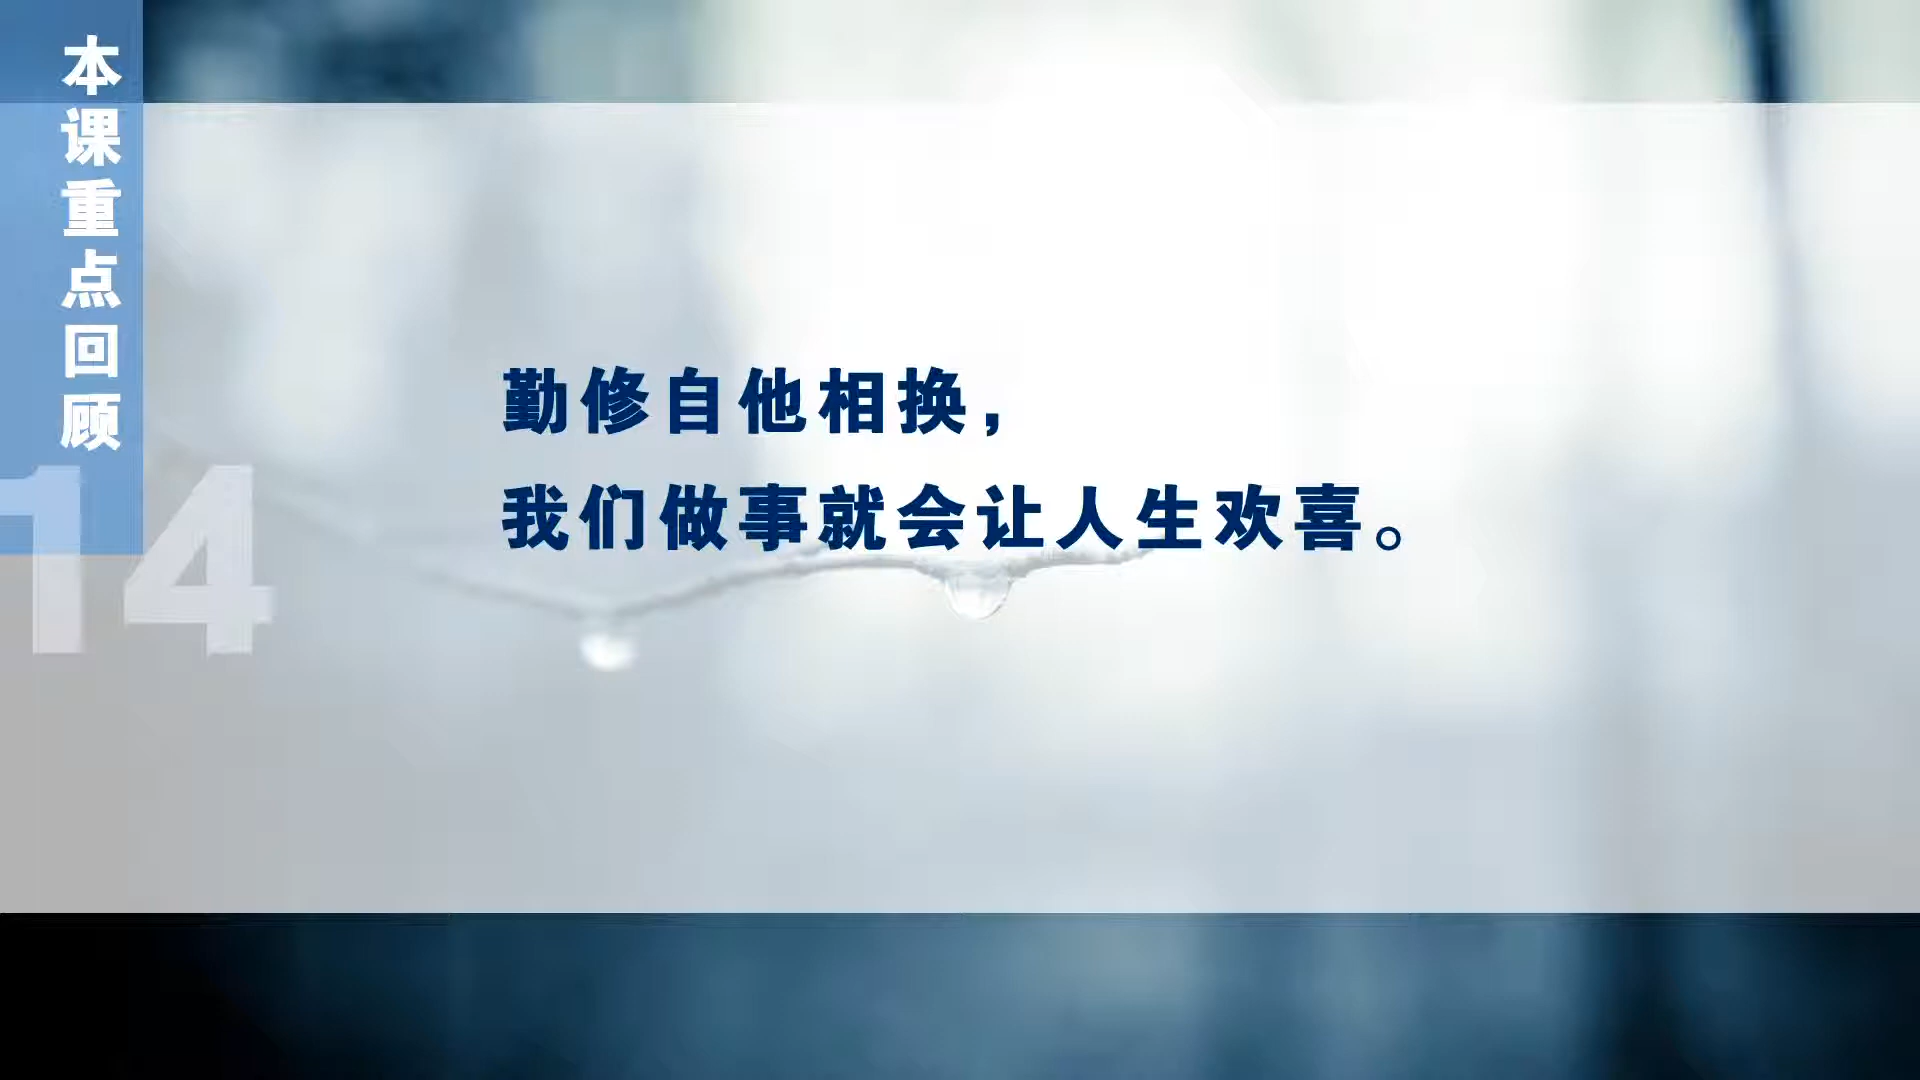 本课重点回顾
14
勤修自他相换，
我们做事就会让人生欢喜。